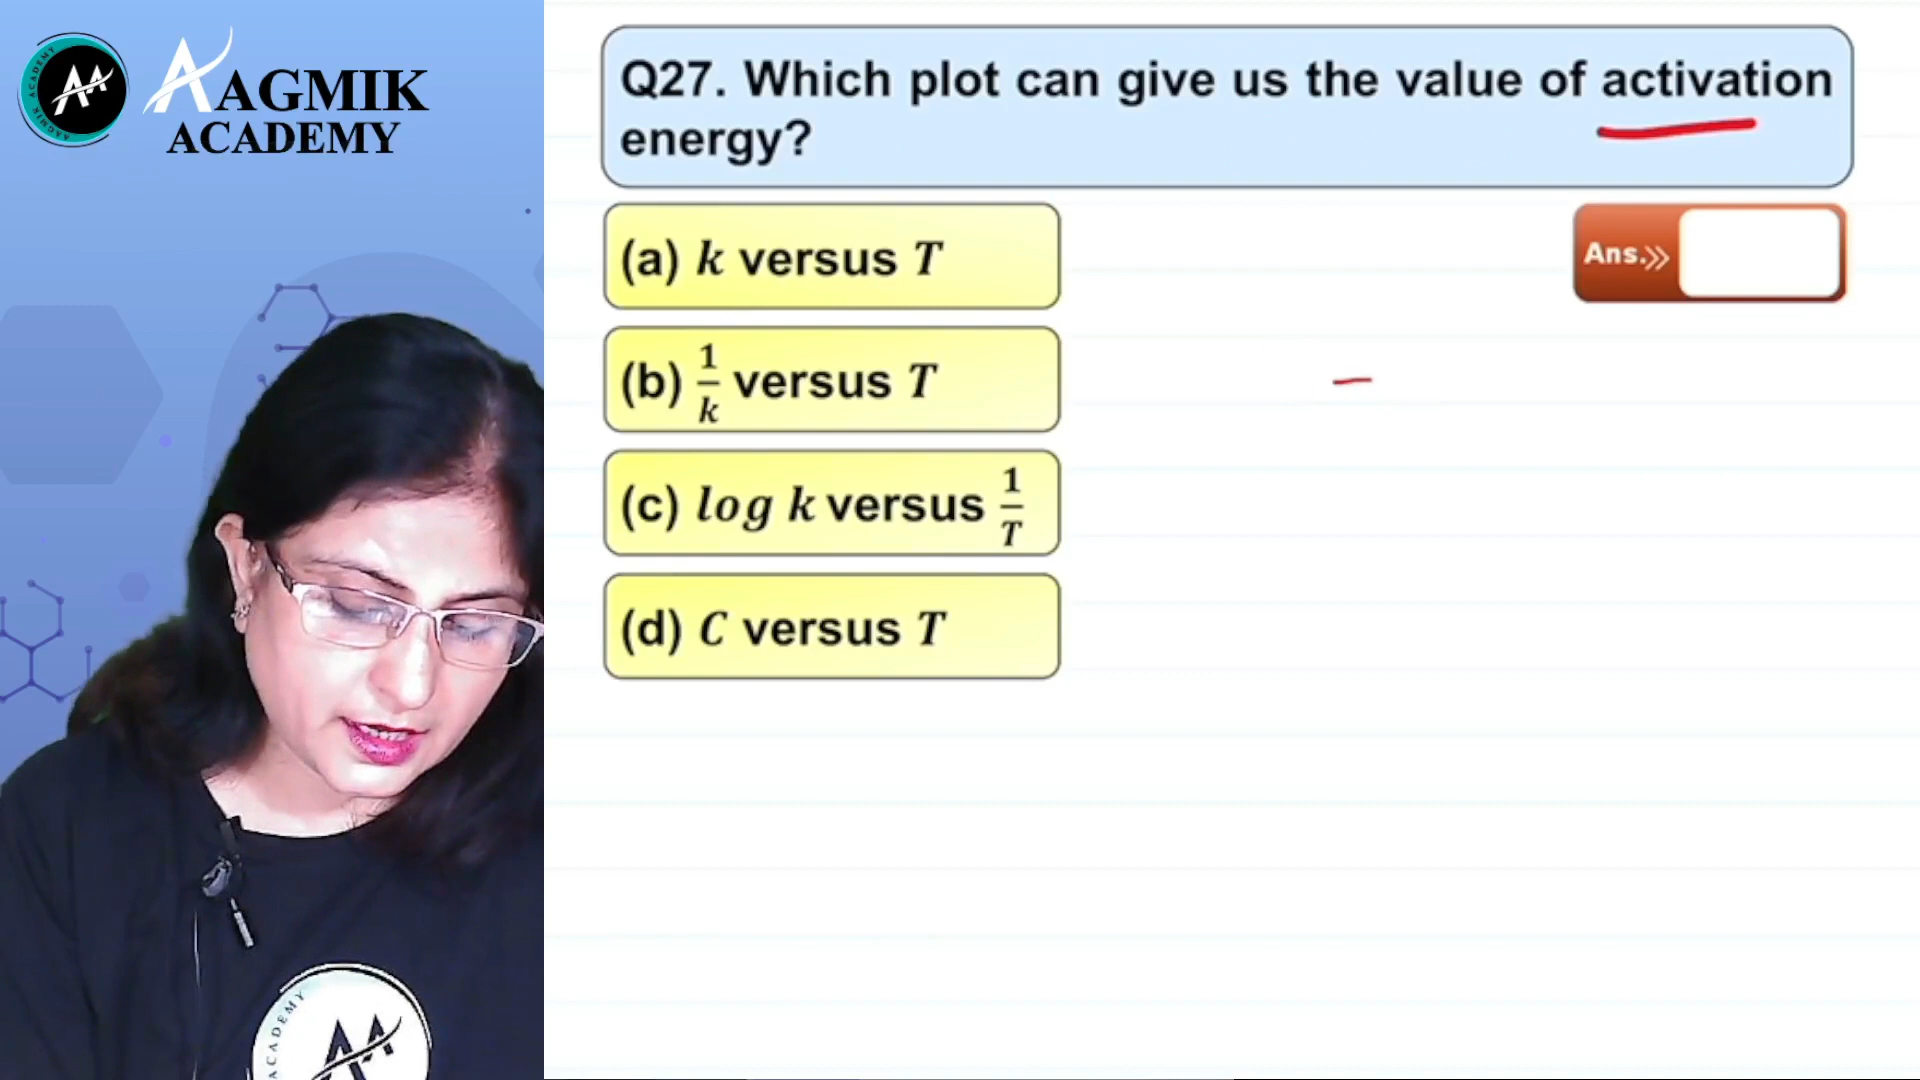 AAGMIK
ACADEMY
Q27. Which plot can give us the value of activation
energy?
(a) k versus T
Ans.
(b) 1/k versus T
(c) log k versus 1/T
(d) C versus T
ACADEMY